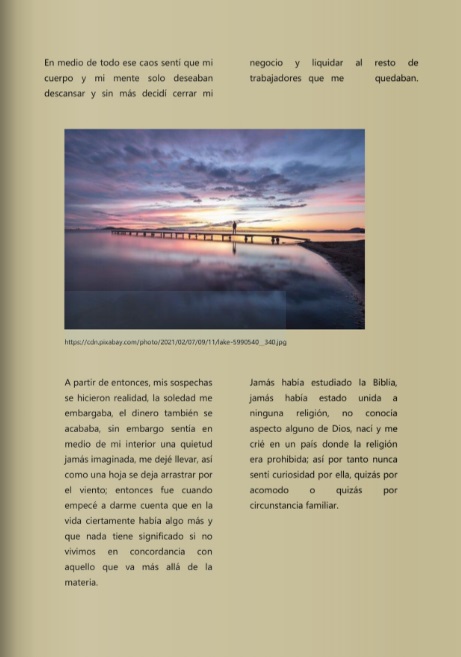 En medio de todo ese caos sentí que mi
cuerpo y mi mente solo deseaban
descansar y sin más decidí cerrar mi
negocio y liquidar al resto de
trabajadores que me quedaban.
https://cdn.pixabay.com/photo/2021/02/07/09/11/lake-5990540__340.jpg
A partir de entonces, mis sospechas
se hicieron realidad, la soledad me
embargaba, el dinero también se
acababa, sin embargo sentía en
medio de mi interior una quietud
jamás imaginada, me dejé llevar, así
como una hoja se deja arrastrar por
el viento; entonces fue cuando
empecé a darme cuenta que en la
vida ciertamente había algo más y
que nada tiene significado si no
vivimos en concordancia con
aquello que va más allá de la
materia.
Jamás había estudiado la Biblia,
jamás había estado unida a
ninguna religión, no conocía
aspecto alguno de Dios, nací y me
crié en un país donde la religión
era prohibida; así por tanto nunca
sentí curiosidad por ella, quizás por
acomodo o quizás por
circunstancia familiar.